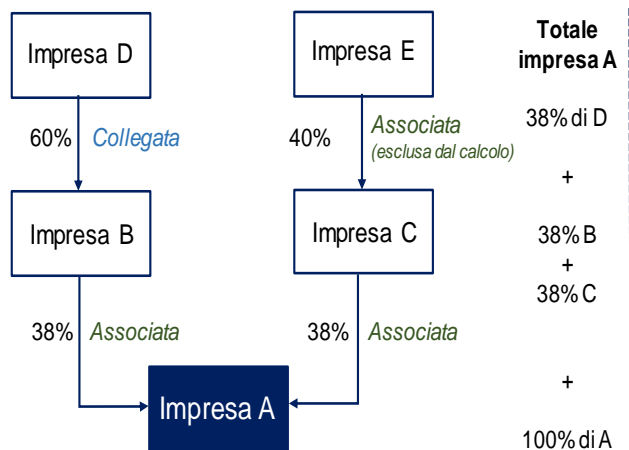 Impresa D
Impresa E
Totale
impresa A
60%
Collegata
40%
Associata
(esclusa dal calcolo)
38% di D
+
Impresa B
Impresa C
38% B
+
38% C
38%
Associata
38%
Associata
+
Impresa A
100% di A